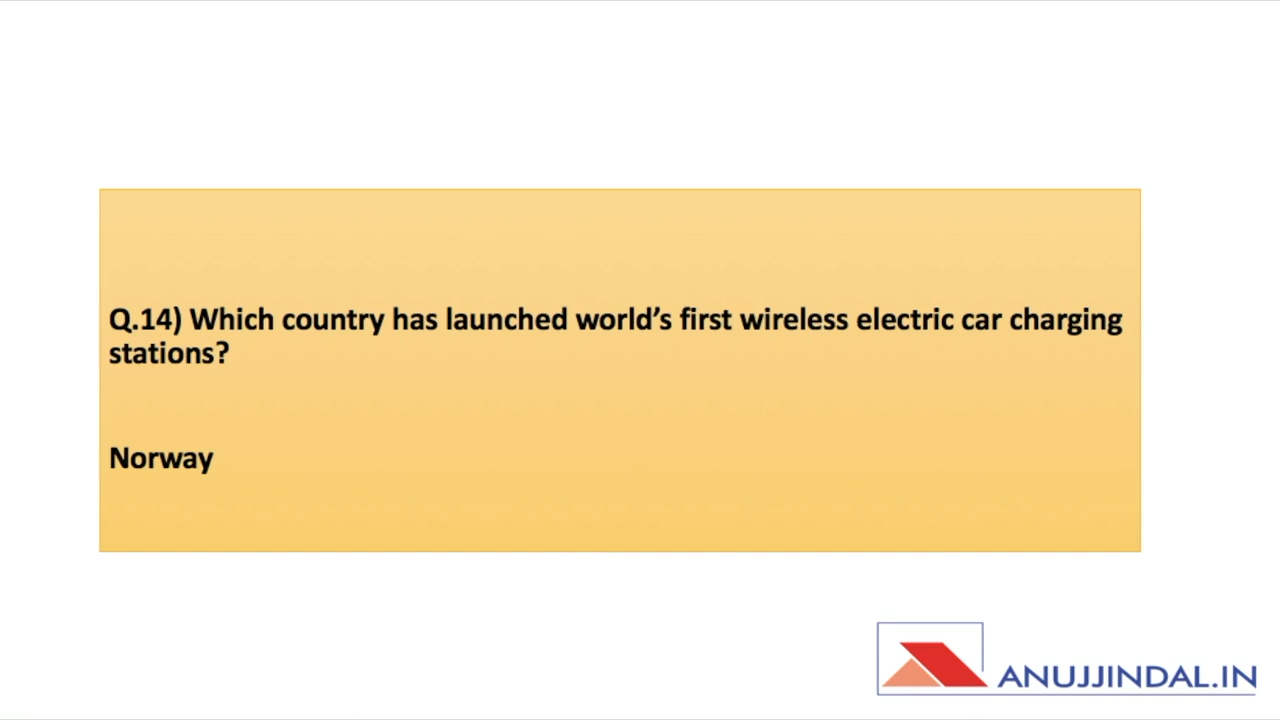 Q.14) Which country has launched world’s first wireless electric car charging
stations?
Norway
ANUJJINDAL.IN